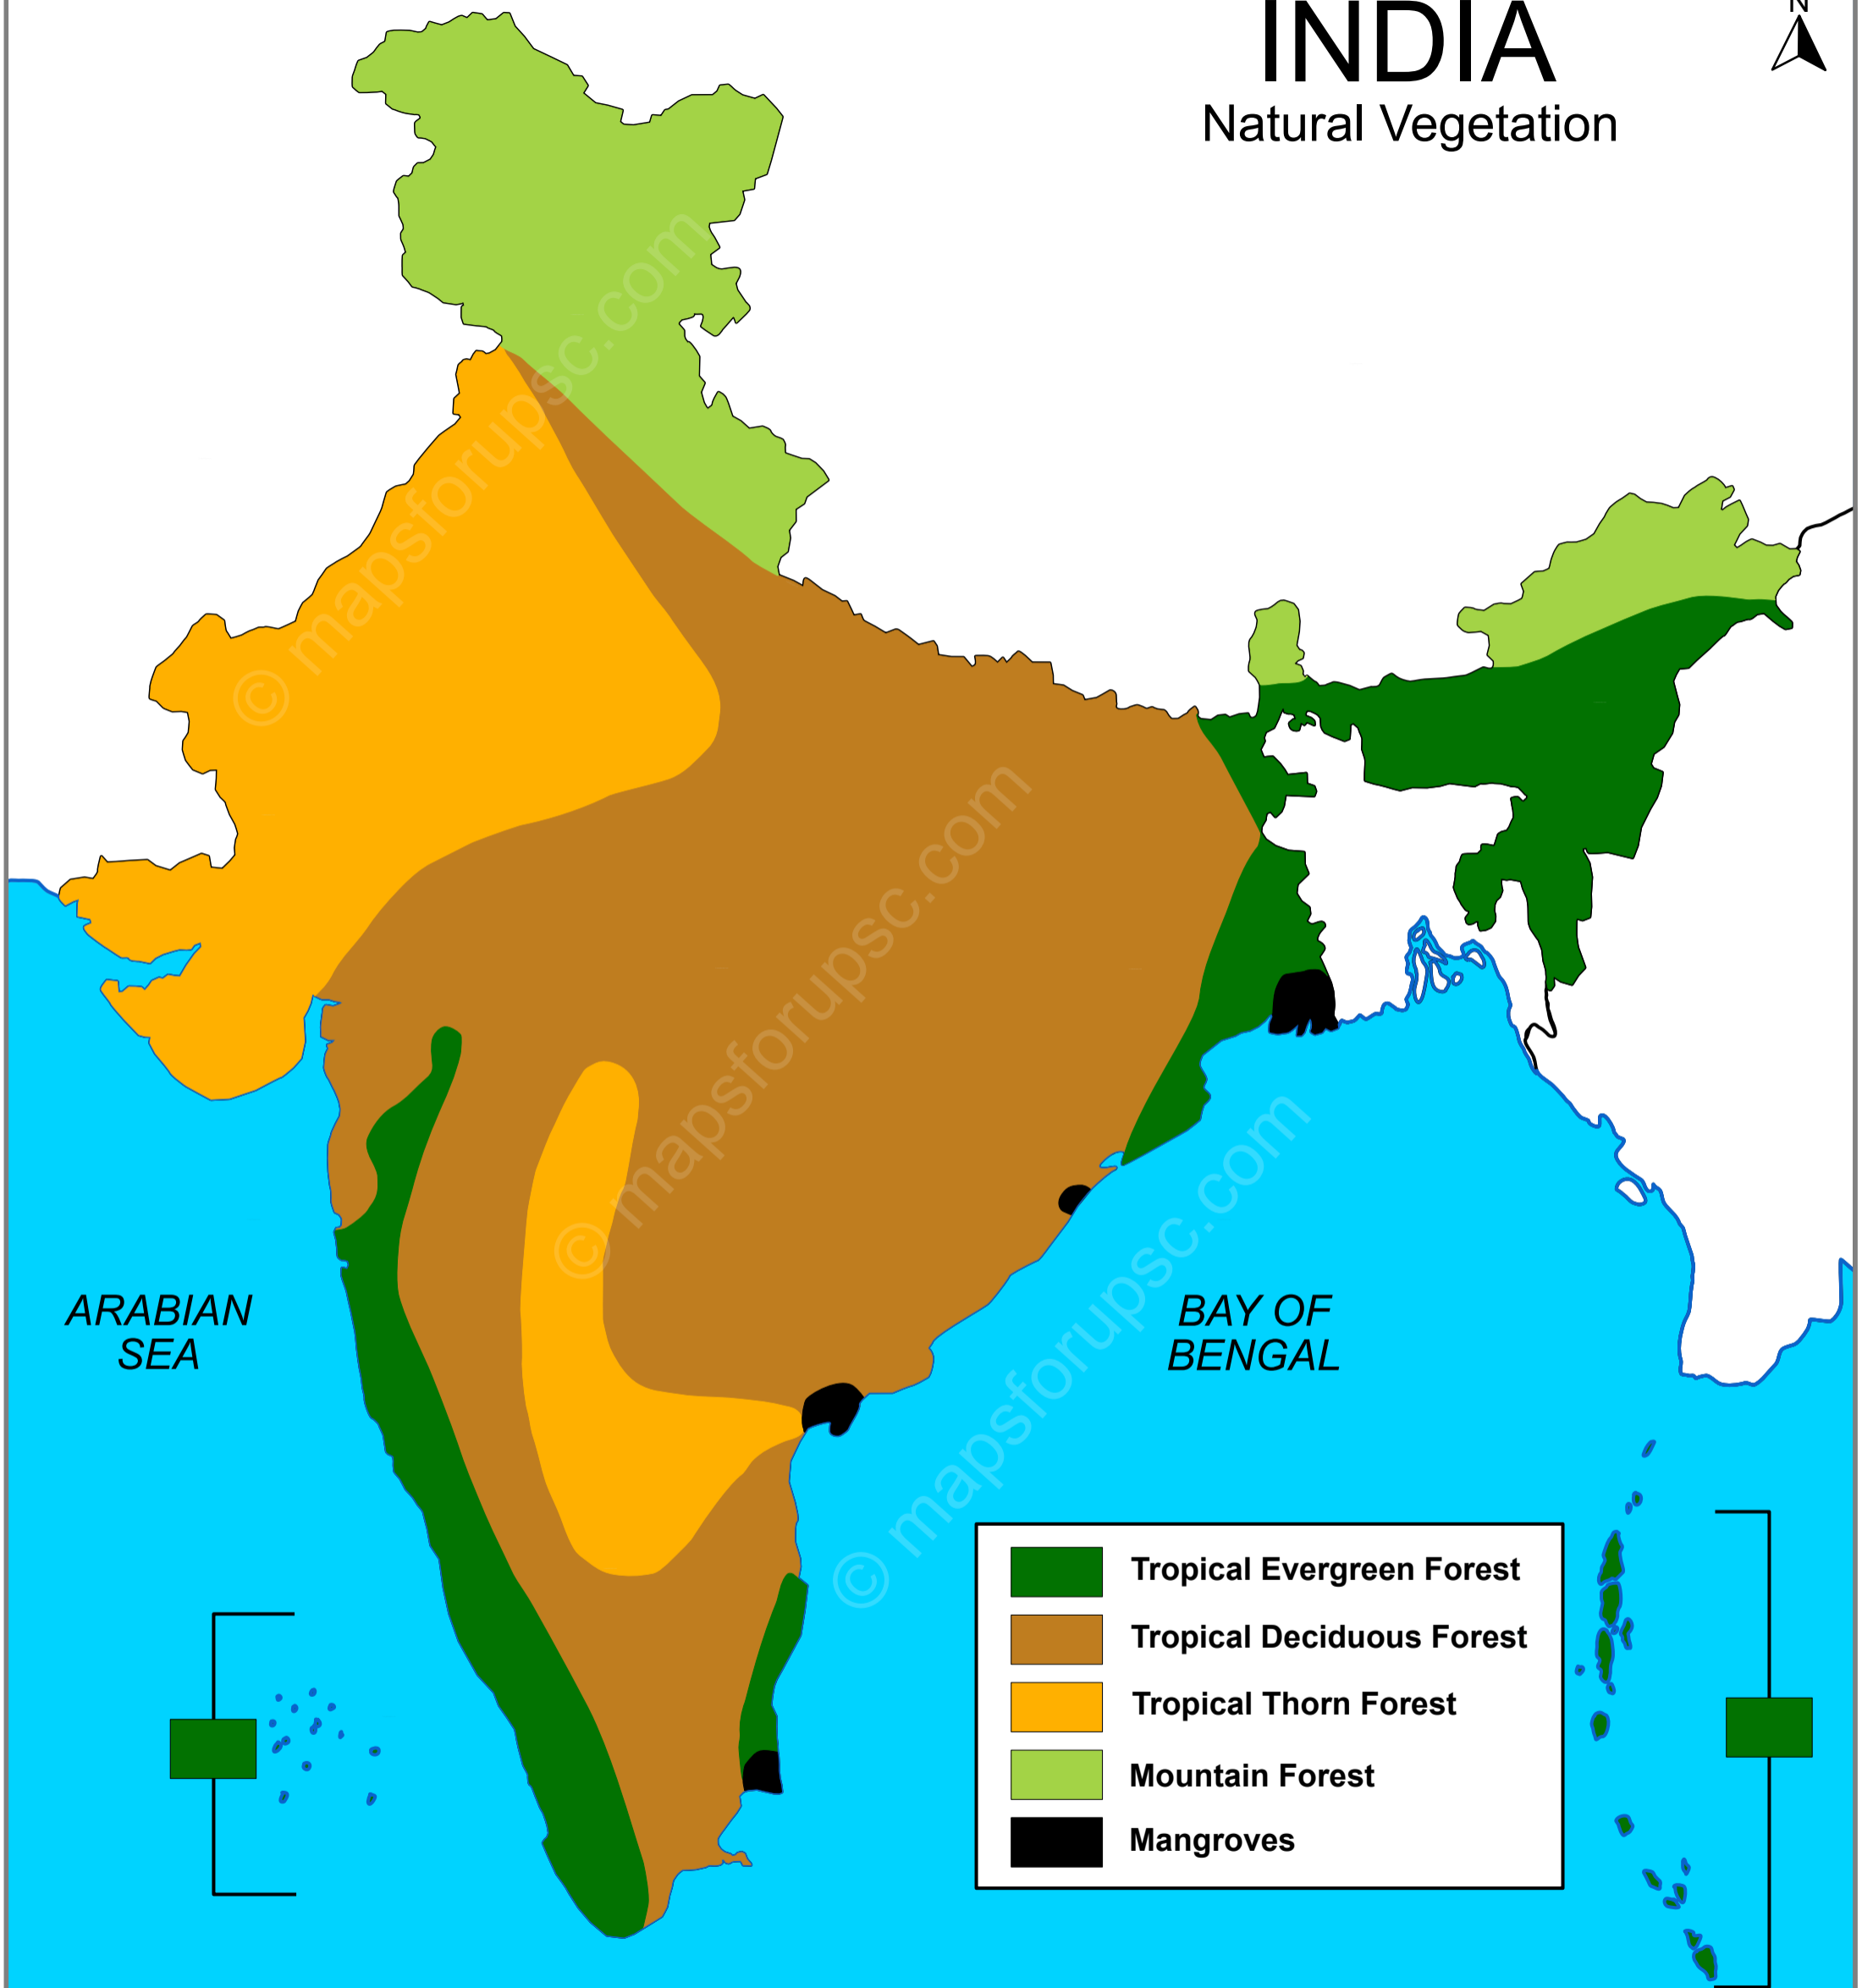 N
INDIA
Natural Vegetation
© mapsforupsc.com
© mapsforupsc.com
© mapsforupsc.com
ARABIAN
SEA
BAY OF
BENGAL
Tropical Evergreen Forest
Tropical Deciduous Forest
Tropical Thorn Forest
Mountain Forest
Mangroves